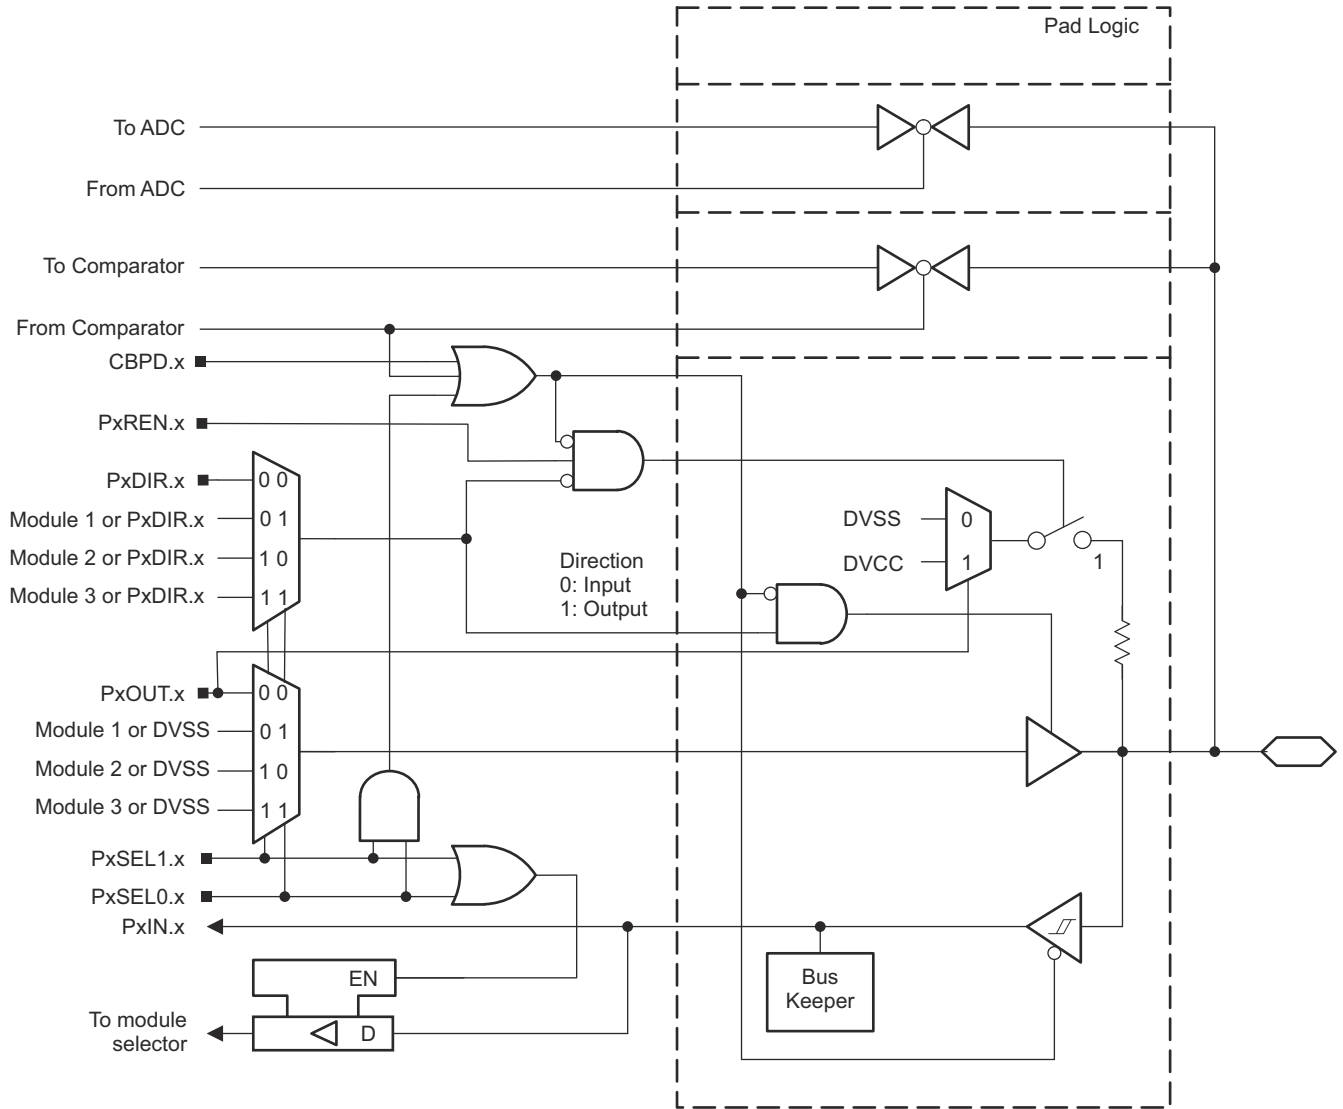 Pad Logic
To ADC
From ADC
To Comparator
From Comparator
CBPD.x
PxREN.x
PxDIR.x
0 0
Module 1 or PxDIR.x
0 1
Module 2 or PxDIR.x
1 0
Module 3 or PxDIR.x
1 1
Direction
0: Input
1: Output
DVSS
0
DVCC
1
1
PxOUT.x
0 0
Module 1 or DVSS
0 1
Module 2 or DVSS
1 0
Module 3 or DVSS
1 1
PxSEL1.x
PxSEL0.x
PxIN.x
EN
D
To module
selector
Bus
Keeper